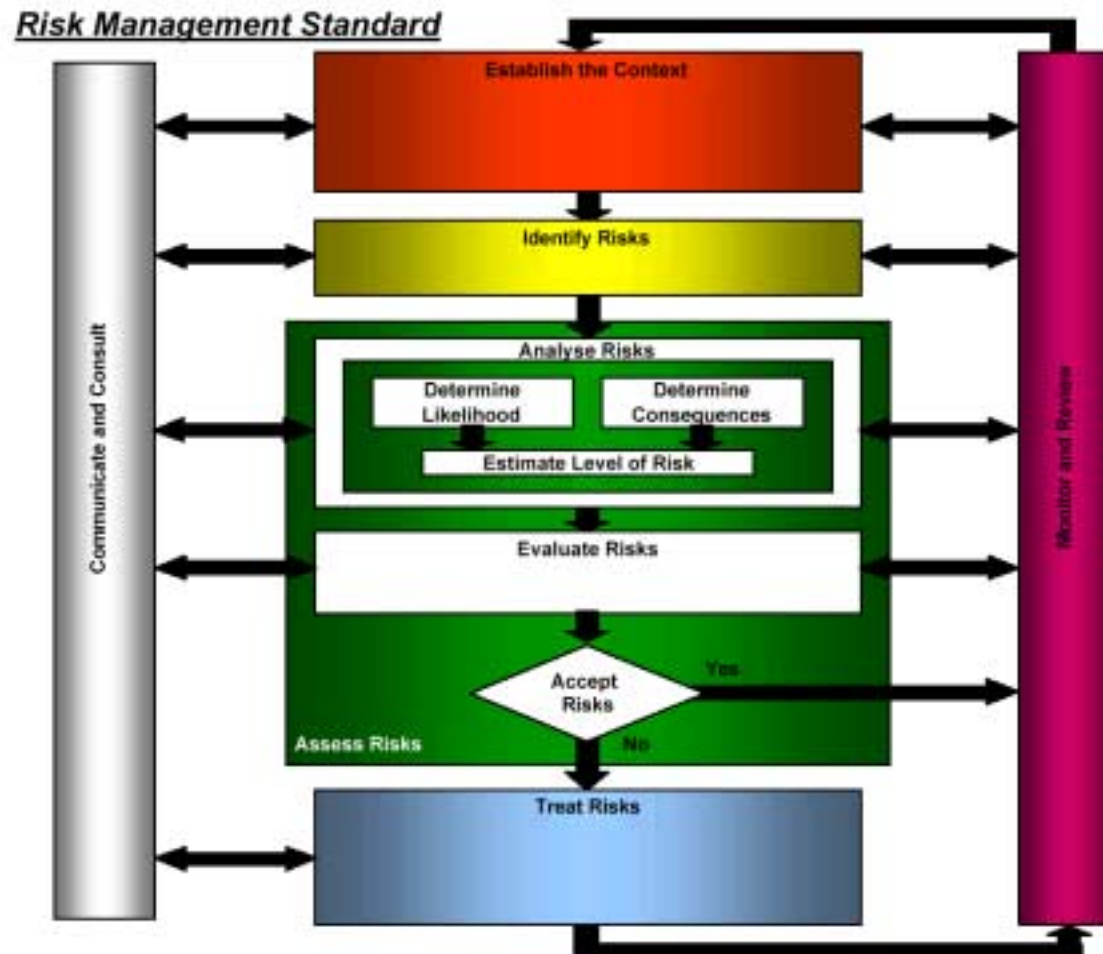 Risk Management Standard
Establish the Context
Identify Risks
Analyse Risks
Determine
Likelihood
Determine
Consequences
Estimate Level of Risk
Evaluate Risks
Accept
Risks
Yes
No
Assess Risks
Treat Risks
Communicate and Consult
Monitor and Review